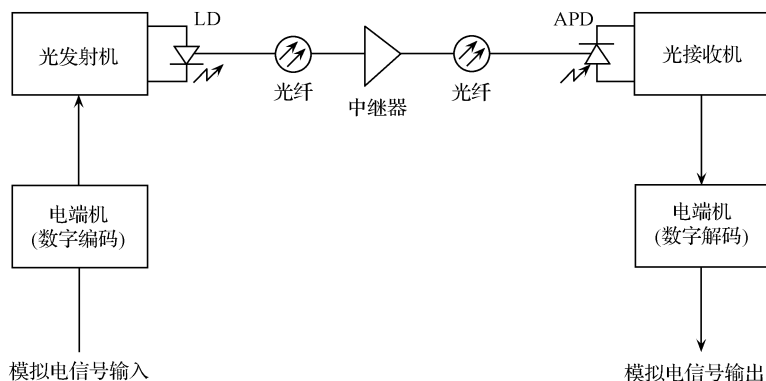 LD
APD
光发射机
光接收机
光纤
中继器
光纤
电端机
(数字编码)
电端机
(数字解码)
模拟电信号输入
模拟电信号输出